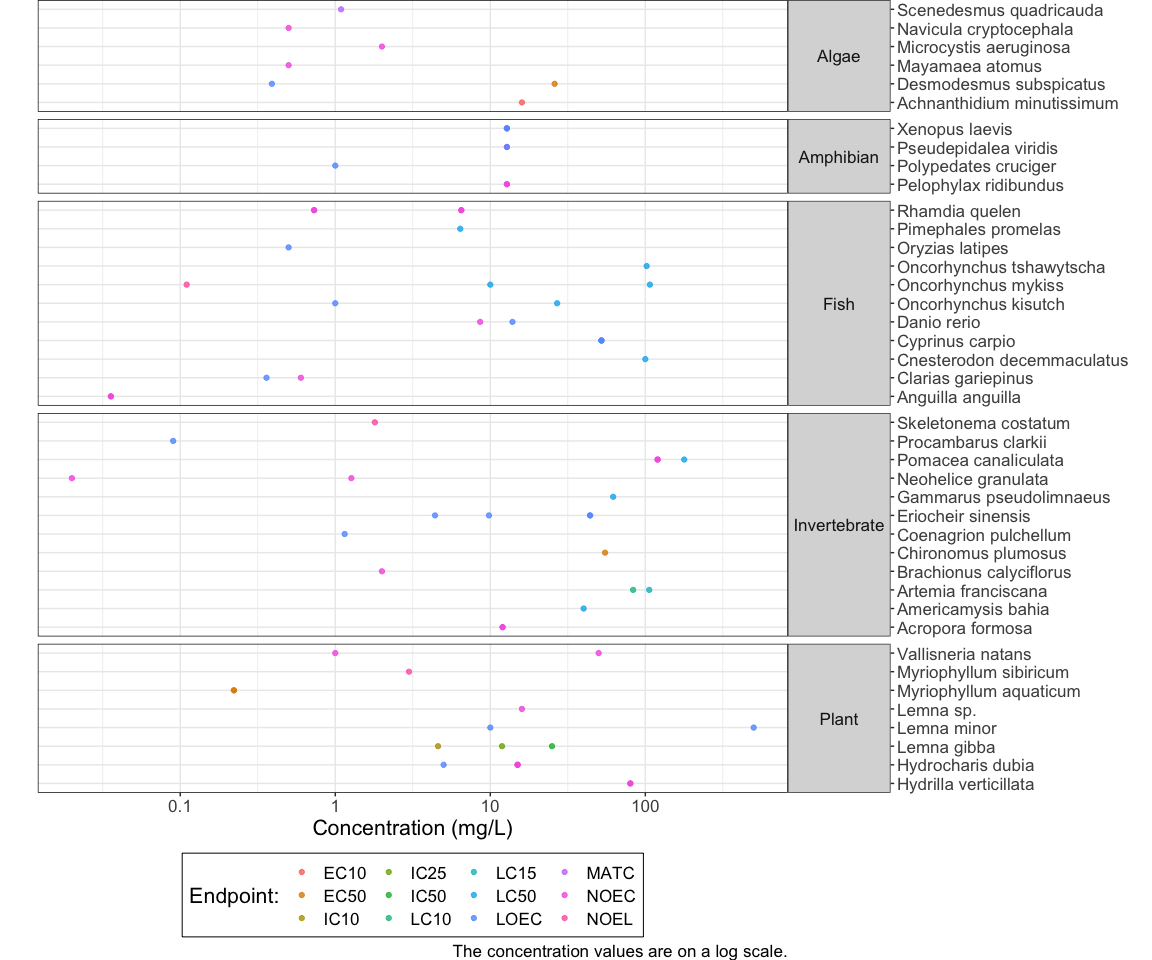 Scenedesmus quadricauda
Navicula cryptocephala
Microcystis aeruginosa
Mayamaea atomus
Desmodesmus subspicatus
Achnanthidium minutissimum
Algae
Xenopus laevis
Pseudepidalea viridis
Polypedates cruciger
Pelophylax ridibundus
Amphibian
Rhamdia quelen
Pimephales promelas
Oryzias latipes
Oncorhynchus tshawytscha
Oncorhynchus mykiss
Oncorhynchus kisutch
Danio rerio
Cyprinus carpio
Cnesterodon decemmaculatus
Clarias gariepinus
Anguilla anguilla
Fish
Skeletonema costatum
Procambarus clarkii
Pomacea canaliculata
Neohelice granulata
Gammarus pseudolimnaeus
Eriocheir sinensis
Coenagrion pulchellum
Chironomus plumosus
Brachionus calyciflorus
Artemia franciscana
Americamysis bahia
Acropora formosa
Invertebrate
Vallisneria natans
Myriophyllum sibiricum
Myriophyllum aquaticum
Lemna sp.
Lemna minor
Lemna gibba
Hydrocharis dubia
Hydrilla verticillata
Plant
0.1 1 10 100
Concentration (mg/L)
Endpoint:
EC10 IC25 LC15 MATC
EC50 IC50 LC50 NOEC
IC10 LC10 LOEC NOEL
The concentration values are on a log scale.